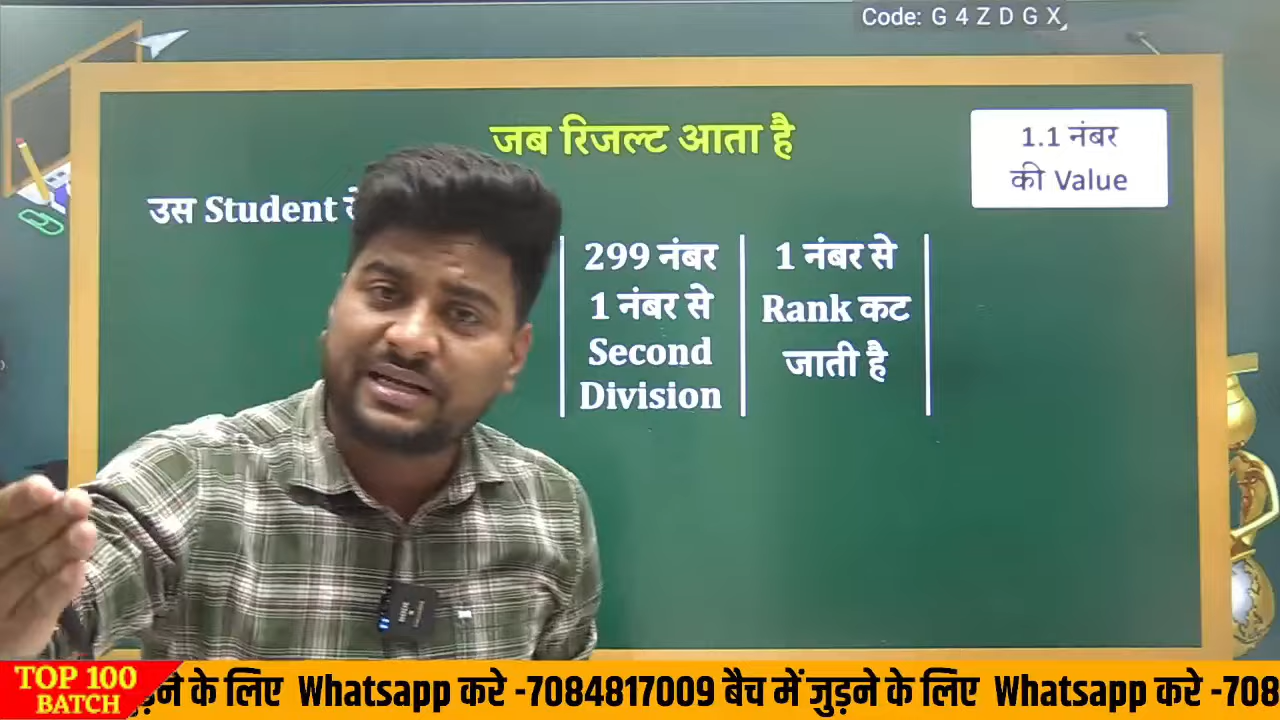 Code: G 4 Z D G X
जब रिजल्ट आता है
1.1 नंबर
की Value
उस Student
299 नंबर
1 नंबर से
Second
Division
1 नंबर से
Rank कट
जाती है
TOP 100
BATCH
के लिए Whatsapp करे -7084817009 बैच में जुड़ने के लिए Whatsapp करे -708